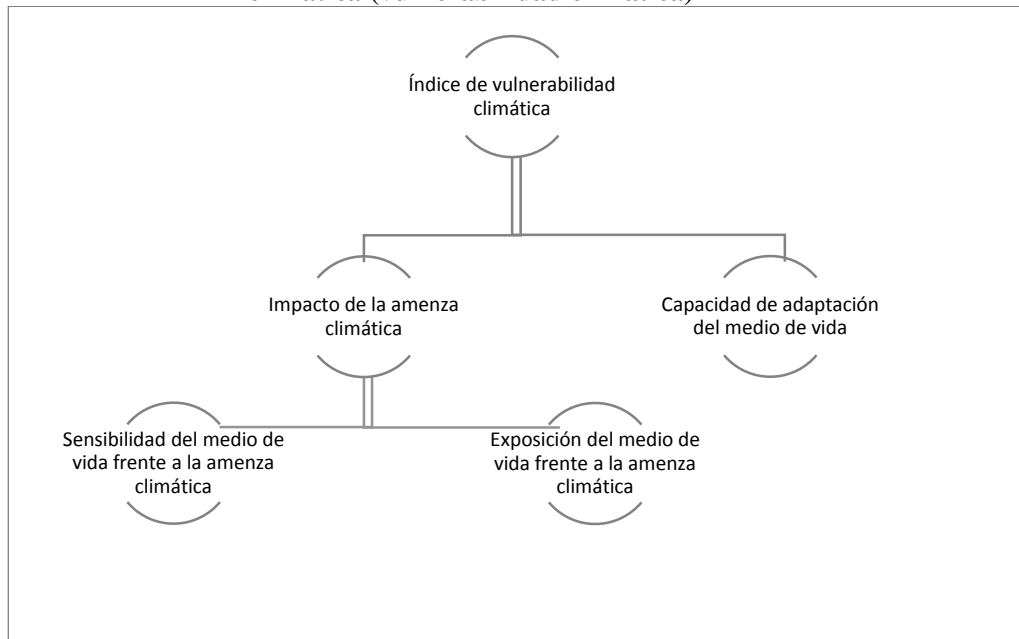 Índice de vulnerabilidad
climática
Impacto de la amenza
climática
Capacidad de adaptación
del medio de vida
Sensibilidad del medio de
vida frente a la amenza
climática
Exposición del medio de
vida frente a la amenza
climática